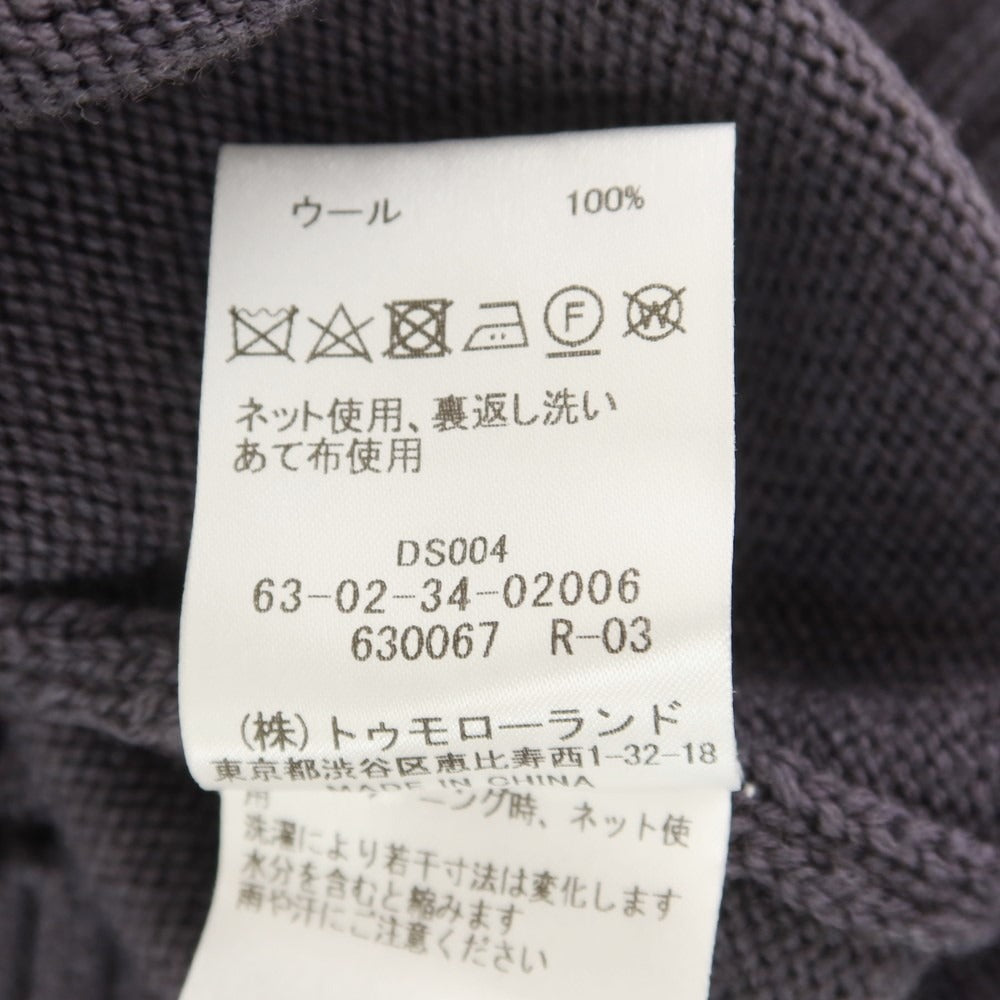 ウール 100%
F W
ネット使用、裏返し洗い
あて布使用
DS004
63-02-34-02006
630067 R-03
(株)トゥモローランド
東京都渋谷区恵比寿西1-32-18
MADE IN CHINA
用 ーニング時、ネット使
洗濯により若干寸法は変化します
水分を含むと縮みます
雨や汗にご注意ください